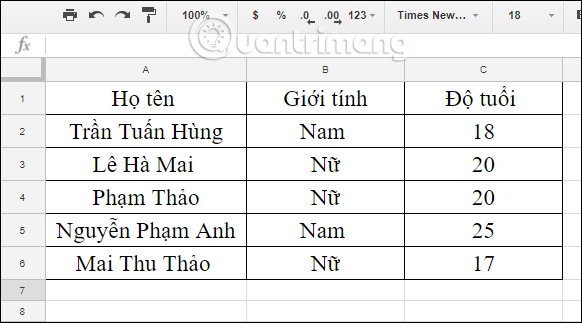 100% $ % .0 .00 123 Times New... 18
Quantrimang
fx
A B C
1 Họ tên Giới tính Độ tuổi
2 Trần Tuấn Hùng Nam 18
3 Lê Hà Mai Nữ 20
4 Phạm Thảo Nữ 20
5 Nguyễn Phạm Anh Nam 25
6 Mai Thu Thảo Nữ 17
7
8